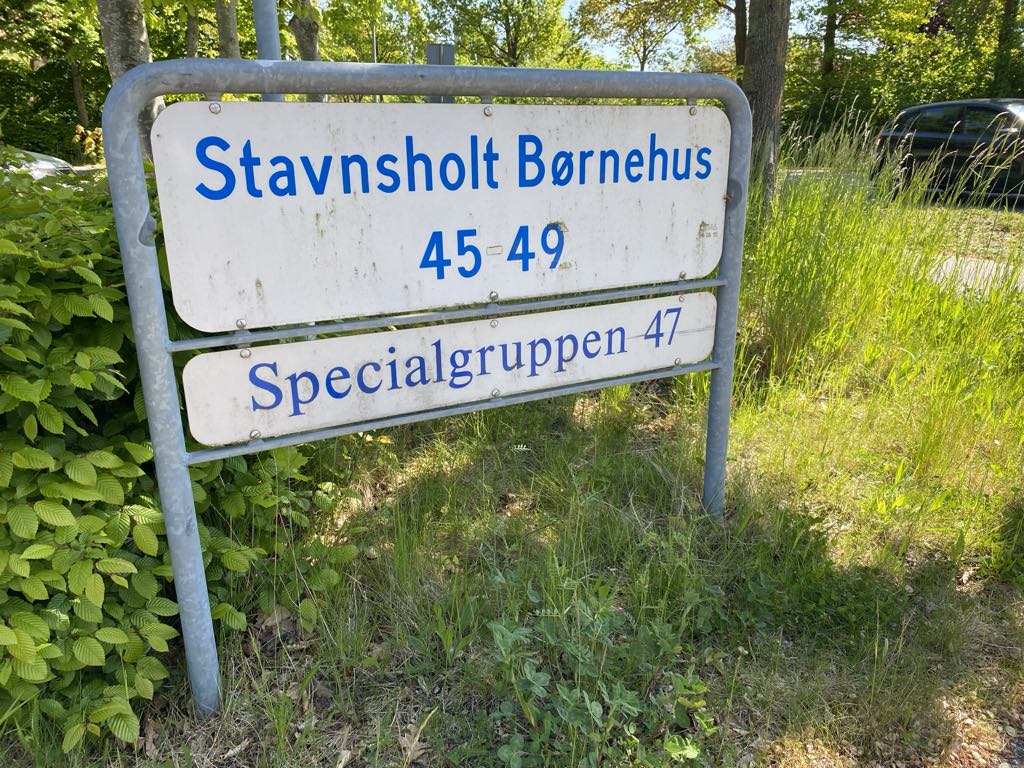 Stavnsholt Børnehus
45-49
Specialgruppen 47